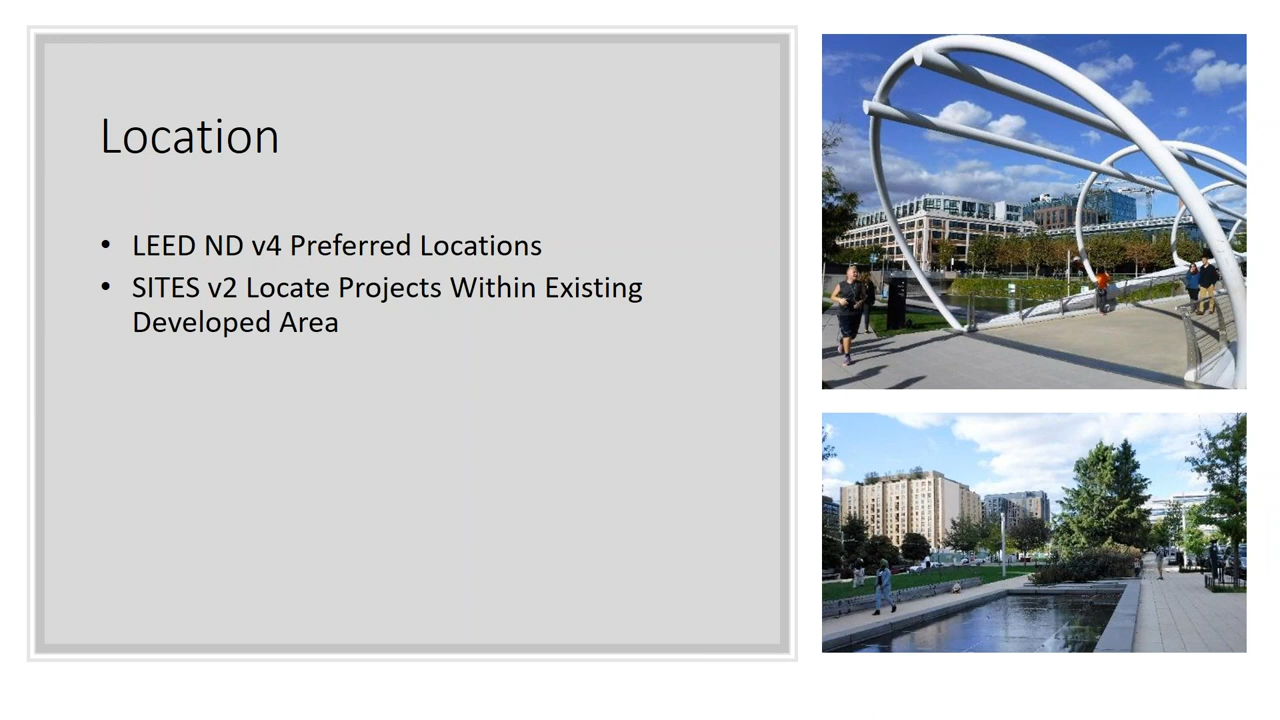 Location
• LEED ND v4 Preferred Locations
• SITES v2 Locate Projects Within Existing
Developed Area